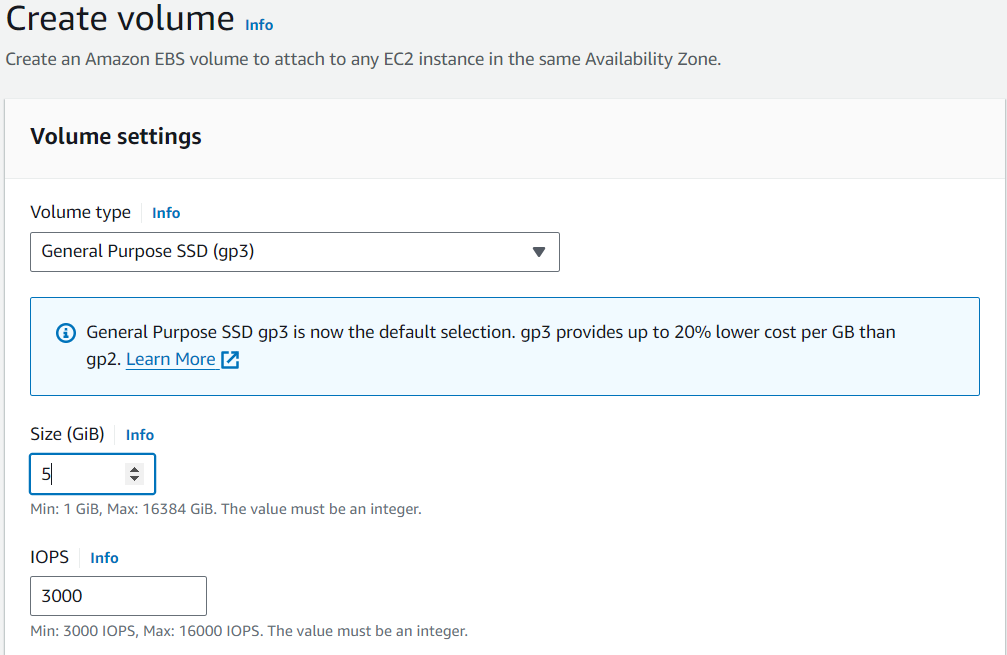 Create volume Info
Create an Amazon EBS volume to attach to any EC2 instance in the same Availability Zone.
Volume settings
Volume type Info
General Purpose SSD (gp3)
General Purpose SSD gp3 is now the default selection. gp3 provides up to 20% lower cost per GB than
gp2. Learn More
Size (GiB) Info
5
Min: 1 GiB, Max: 16384 GiB. The value must be an integer.
IOPS Info
3000
Min: 3000 IOPS, Max: 16000 IOPS. The value must be an integer.